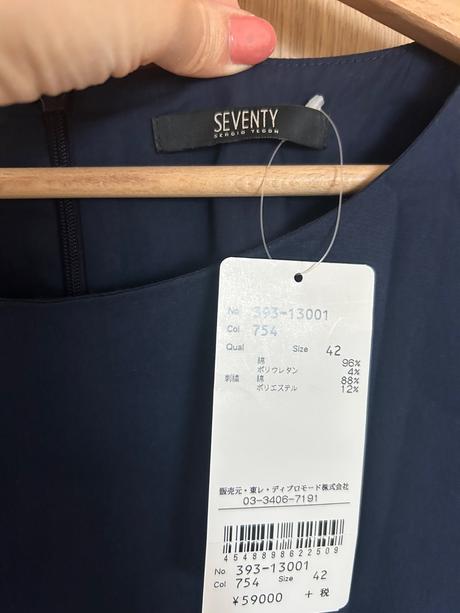 SEVENTY
SERGIO TEGON
No 393-13001
Col 754
Qual Size 42
綿 96%
ポリウレタン 4%
刺繍 綿 88%
ポリエステル 12%
販売元・東レ・ディプロモード株式会社
03-3406-7191
4548898622509
No 393-13001
Col 754 Size 42
¥59000 + 税